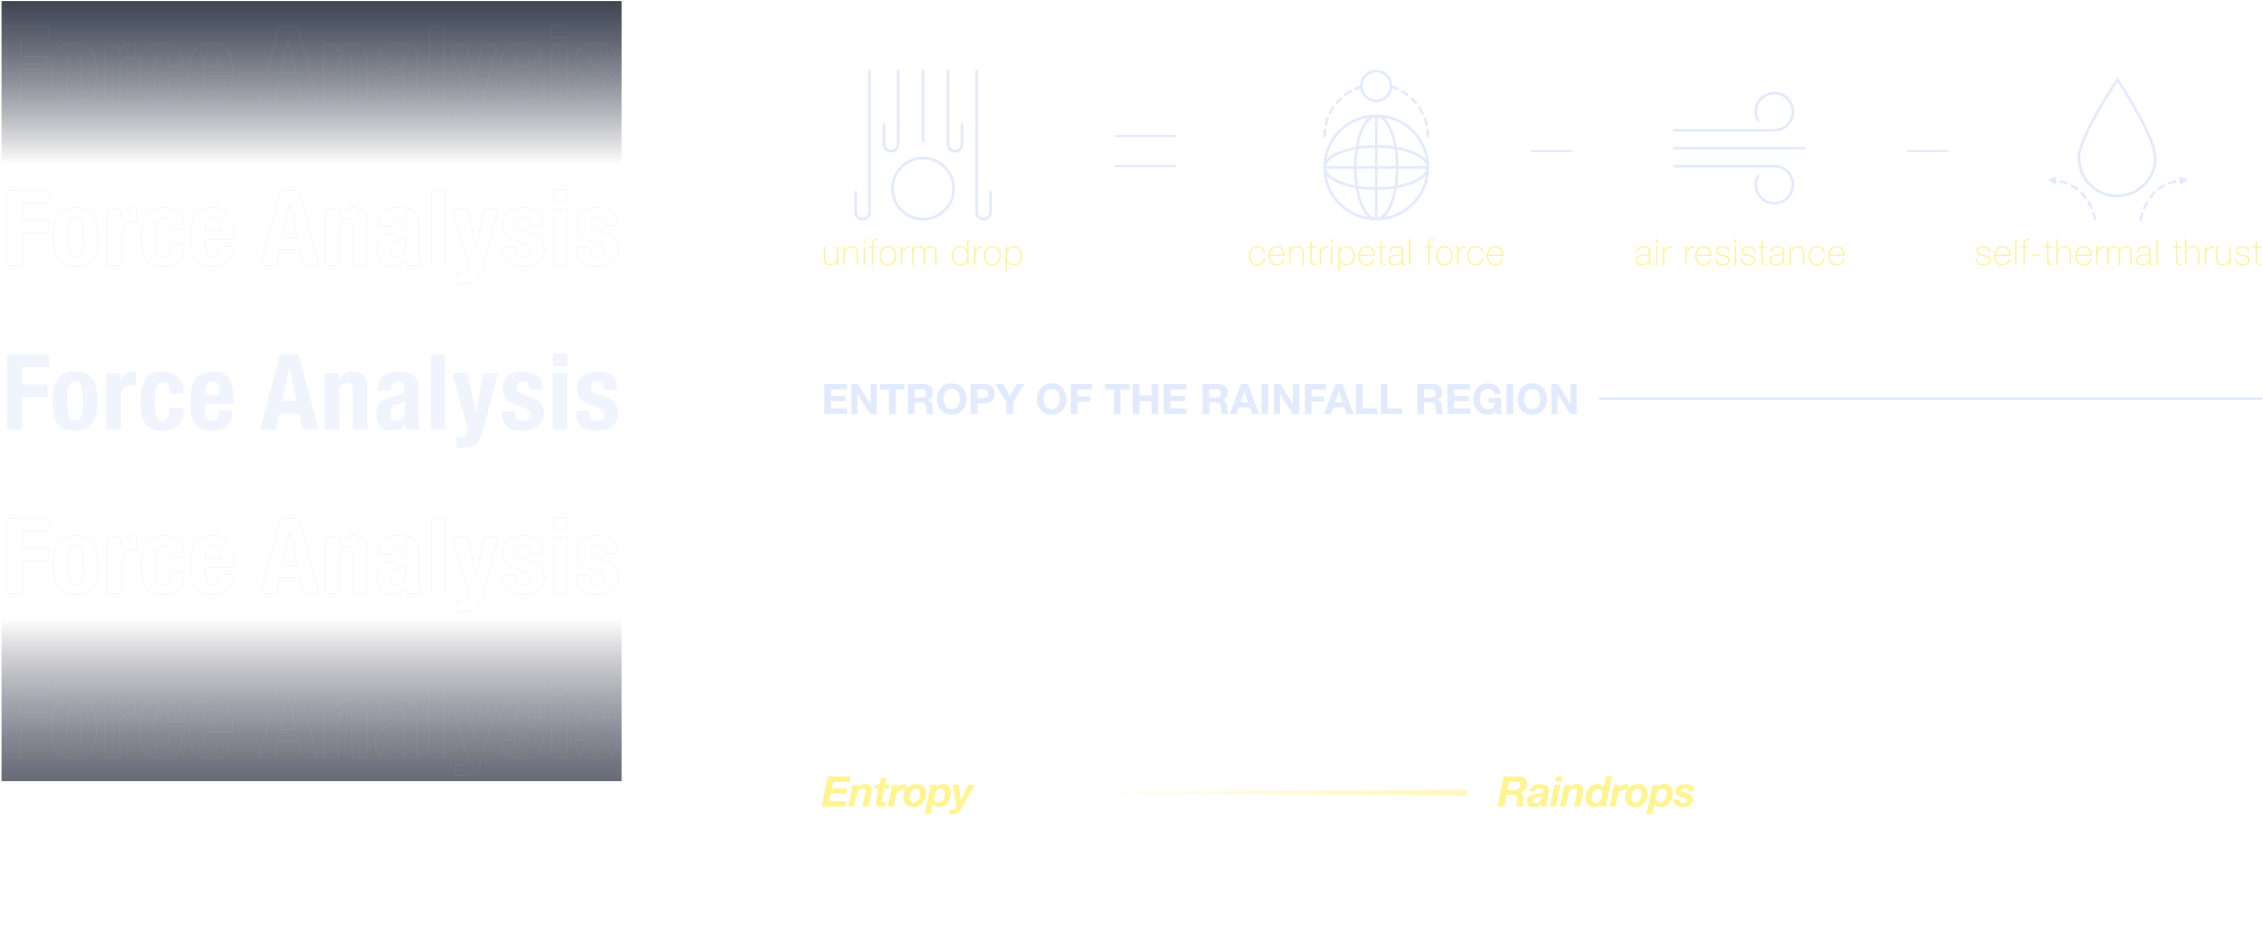 Force Analysis
Force Analysis
Force Analysis
Force Analysis
Force Analysis
uniform drop
centripetal force
air resistance
self-thermal thrust
ENTROPY OF THE RAINFALL REGION
Entropy
Raindrops